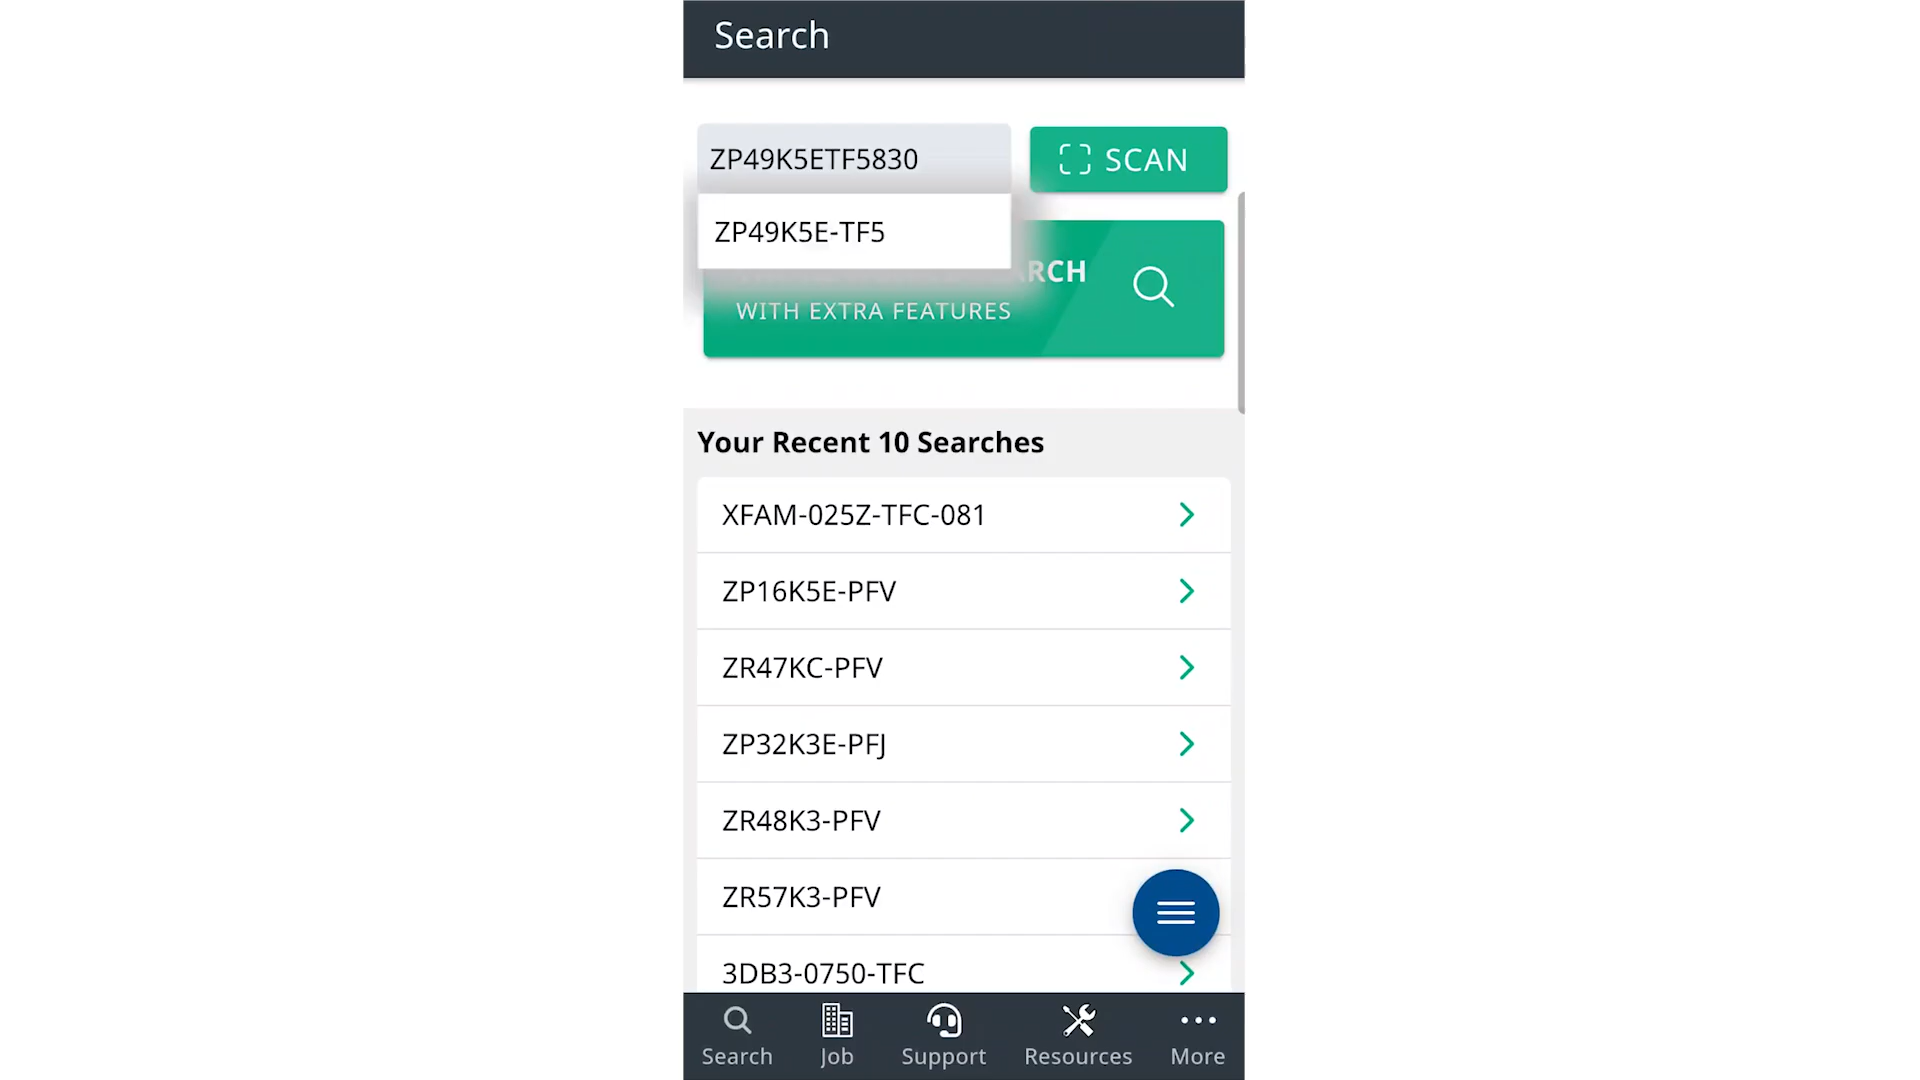 Search
ZP49K5ETF5830
SCAN
ZP49K5E-TF5
WITH EXTRA FEATURES
Your Recent 10 Searches
XFAM-025Z-TFC-081
ZP16K5E-PFV
ZR47KC-PFV
ZP32K3E-PFJ
ZR48K3-PFV
ZR57K3-PFV
3DB3-0750-TFC
Search
Job
Support
Resources
More